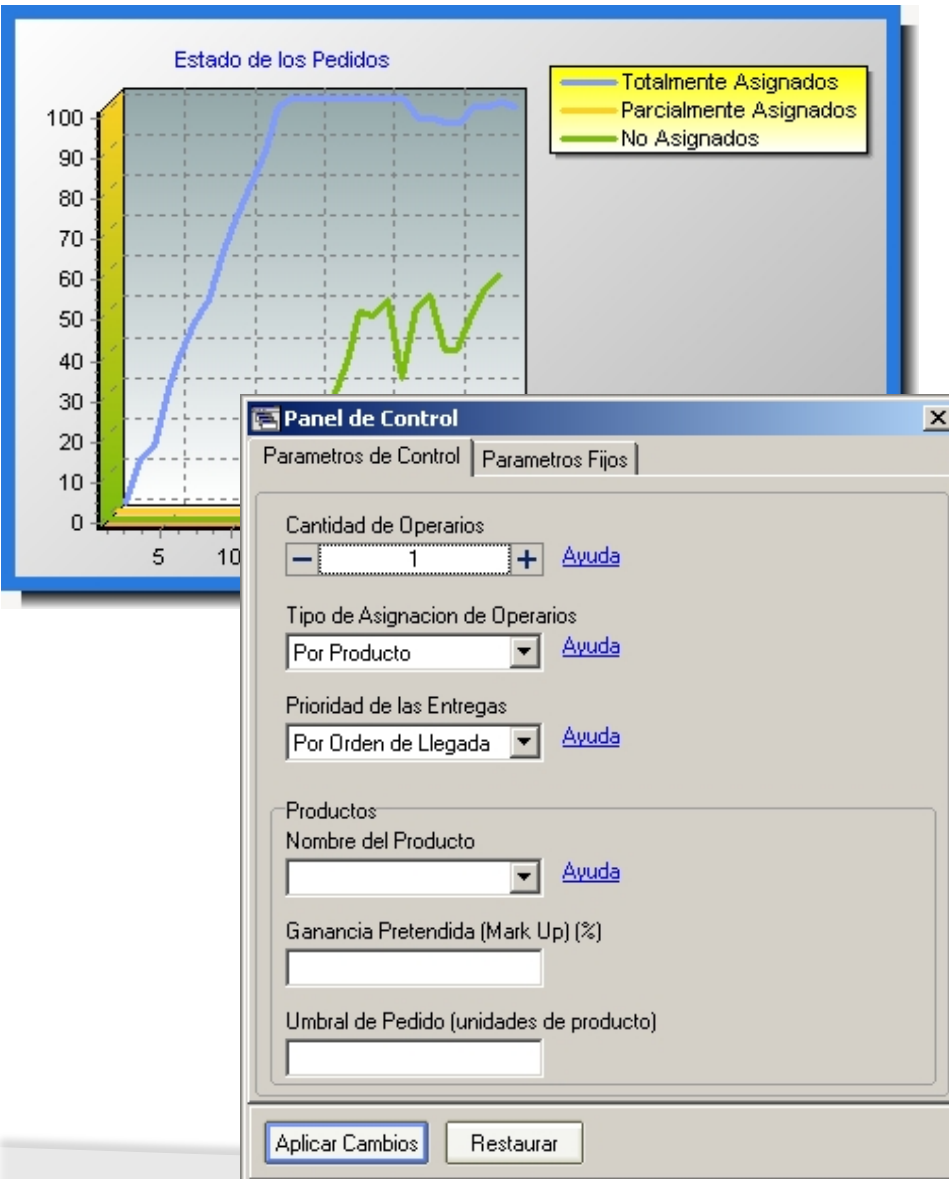 Estado de los Pedidos
Totalmente Asignados
Parcialmente Asignados
No Asignados
100
90
80
70
60
50
40
30
20
10
0
5 10
Panel de Control
Parametros de Control Parametros Fijos
Cantidad de Operarios
1 Ayuda
Tipo de Asignacion de Operarios
Por Producto Ayuda
Prioridad de las Entregas
Por Orden de Llegada Ayuda
Productos
Nombre del Producto
Ayuda
Ganancia Pretendida (Mark Up) (%)
Umbral de Pedido (unidades de producto)
Aplicar Cambios Restaurar